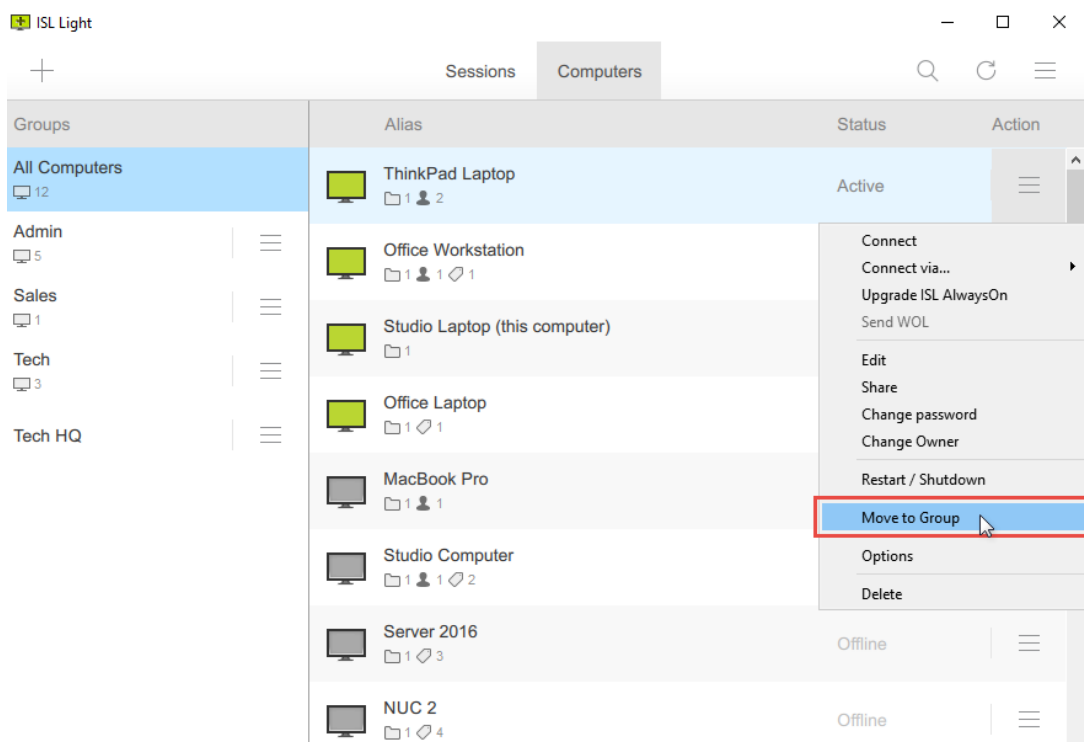 ISL Light
Sessions Computers
Groups Alias Status Action
All Computers
12
Admin
5
Sales
1
Tech
3
Tech HQ
ThinkPad Laptop
1 2
Active
Office Workstation
1 1 1
Studio Laptop (this computer)
1
Office Laptop
1 1
MacBook Pro
1 1
Studio Computer
1 1 2
Server 2016
1 3
Offline
NUC 2
1 4
Offline
Connect
Connect via...
Upgrade ISL AlwaysOn
Send WOL
Edit
Share
Change password
Change Owner
Restart / Shutdown
Move to Group
Options
Delete